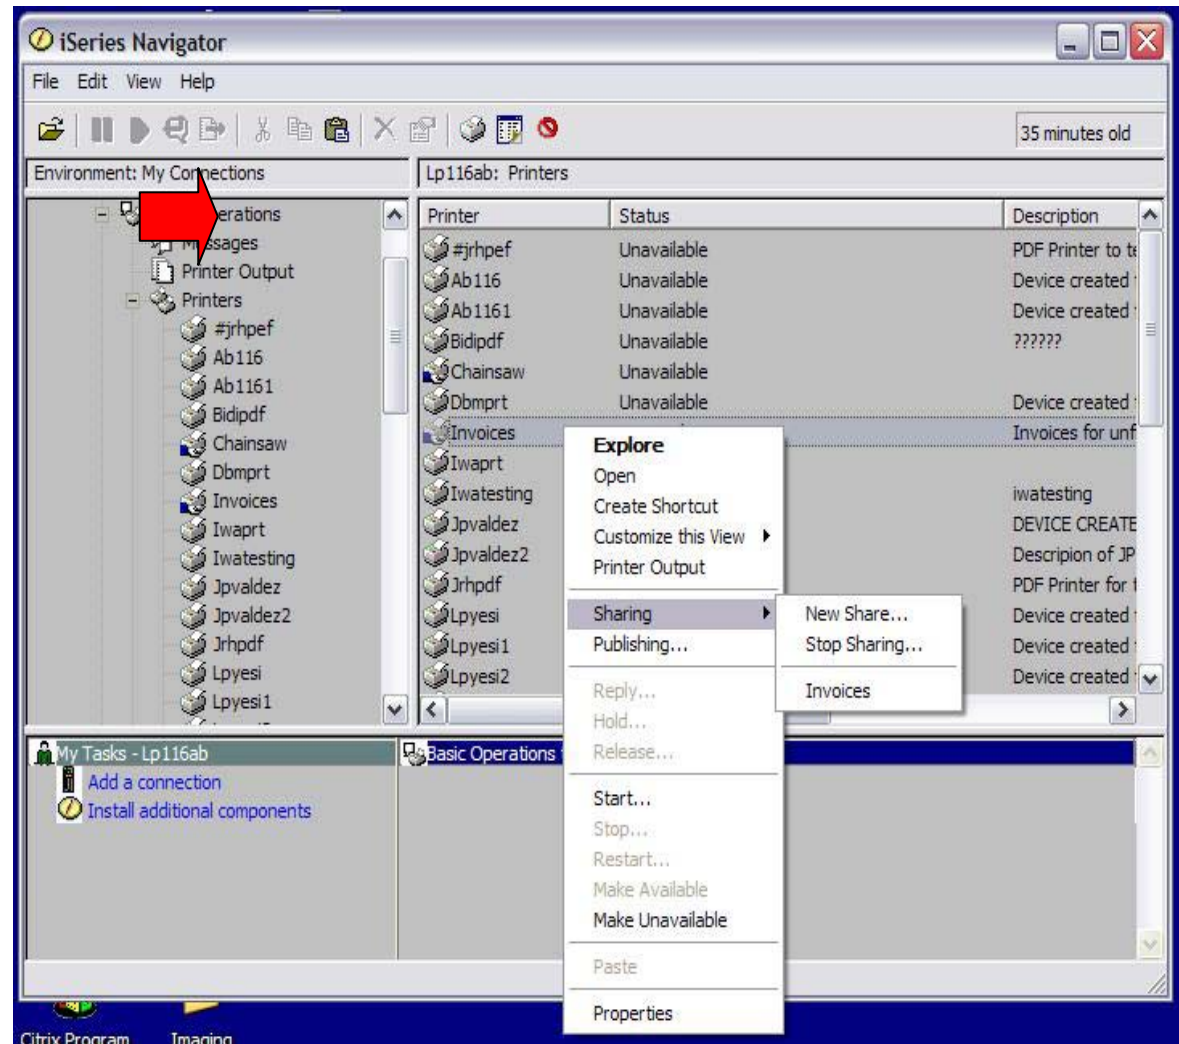 iSeries Navigator
File Edit View Help
35 minutes old
Environment: My Connections
Lp116ab: Printers
erations
Messages
Printer Output
Printers
#jrhpef
Ab116
Ab1161
Bidipdf
Chainsaw
Dbmprt
Invoices
Iwaprt
Iwatesting
Jpvaldez
Jpvaldez2
Jrhpdf
Lpyesi
Lpyesi1
Printer Status Description
#jrhpef Unavailable PDF Printer to te
Ab116 Unavailable Device created
Ab1161 Unavailable Device created
Bidipdf Unavailable ??????
Chainsaw Unavailable
Dbmprt Unavailable Device created
Invoices Invoices for unf
Iwaprt
Iwatesting iwatesting
Jpvaldez DEVICE CREATE
Jpvaldez2 Descripion of JP
Jrhpdf PDF Printer for
Lpyesi Device created
Lpyesi1 Device created
Lpyesi2 Device created
Explore
Open
Create Shortcut
Customize this View
Printer Output
Sharing
Publishing...
Reply...
Hold...
Release...
Start...
Stop...
Restart...
Make Available
Make Unavailable
Paste
Properties
New Share...
Stop Sharing...
Invoices
My Tasks - Lp116ab
Add a connection
Install additional components
Basic Operations
Citrix Program
Imaging